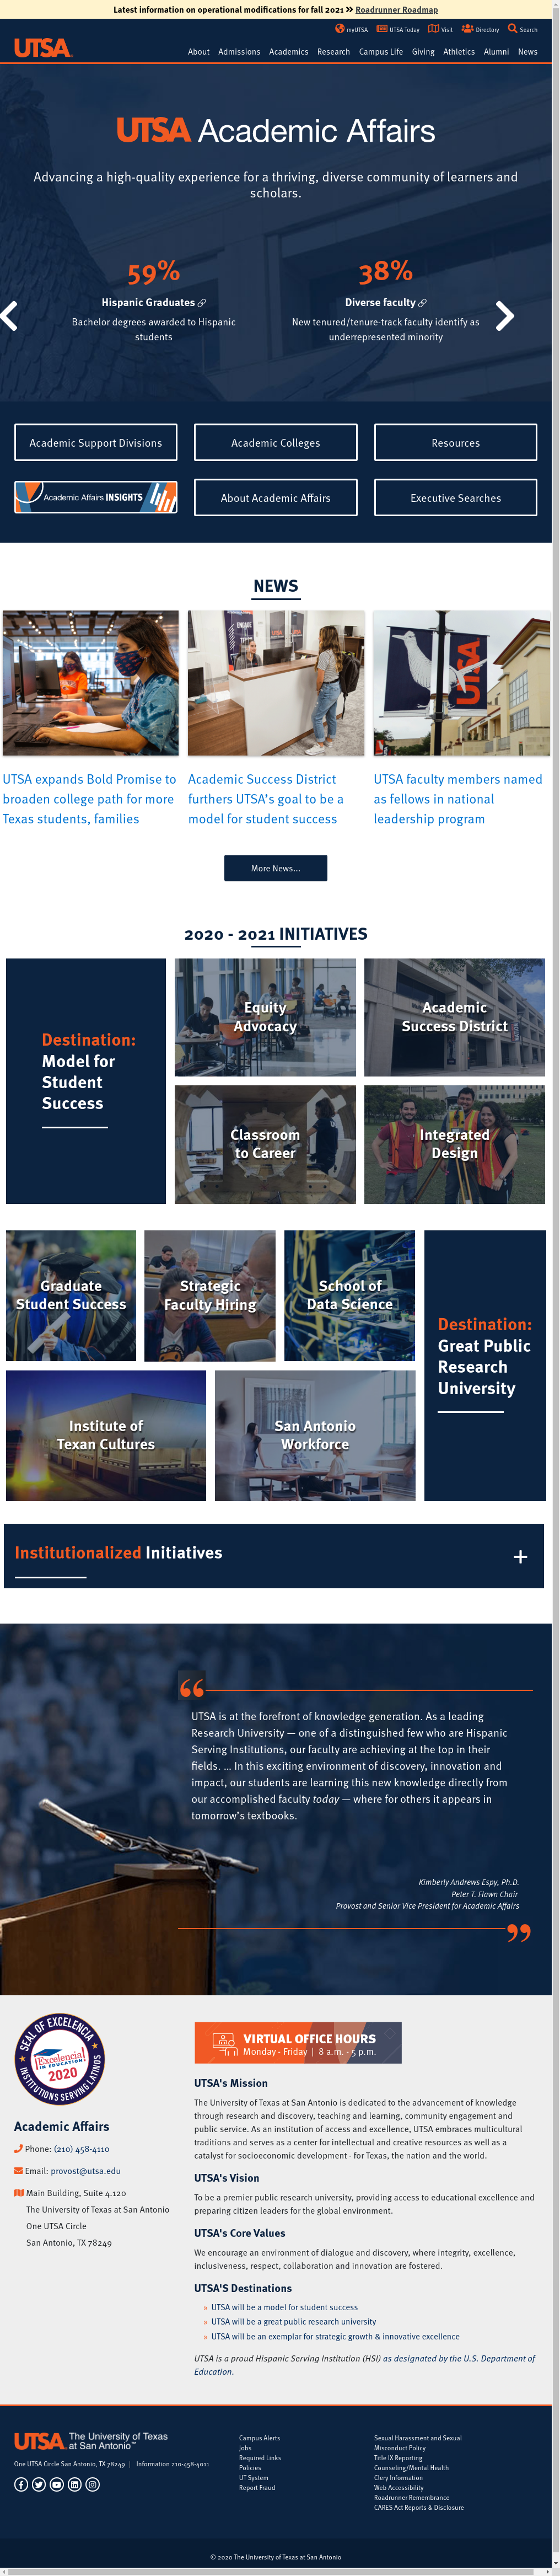 Latest information on operational modifications for fall 2021 >> Roadrunner Roadmap
myUTSA UTSA Today Visit Directory Search
UTSA
About Admissions Academics Research Campus Life Giving Athletics Alumni News
UTSA Academic Affairs
Advancing a high-quality experience for a thriving, diverse community of learners and
scholars.
59%
Hispanic Graduates
Bachelor degrees awarded to Hispanic
students
38%
Diverse faculty
New tenured/tenure-track faculty identify as
underrepresented minority
Academic Support Divisions
Academic Colleges
Resources
Academic Affairs INSIGHTS
About Academic Affairs
Executive Searches
NEWS
ENGAGE
UTSA
UTSA expands Bold Promise to
broaden college path for more
Texas students, families
Academic Success District
furthers UTSA's goal to be a
model for student success
UTSA faculty members named
as fellows in national
leadership program
More News...
2020 - 2021 INITIATIVES
Destination:
Model for
Student
Success
Equity
Advocacy
Academic
Success District
Classroom
to Career
Integrated
Design
Graduate
Student Success
Strategic
Faculty Hiring
School of
Data Science
Institute of
Texan Cultures
San Antonio
Workforce
Destination:
Great Public
Research
University
Institutionalized Initiatives
+
“
UTSA is at the forefront of knowledge generation. As a leading
Research University — one of a distinguished few who are Hispanic
Serving Institutions, our faculty are achieving at the top in their
fields. ... In this exciting environment of discovery, innovation and
impact, our students are learning this new knowledge directly from
our accomplished faculty today — where for others it appears in
tomorrow's textbooks.
Kimberly Andrews Espy, Ph.D.
Peter T. Flawn Chair
Provost and Senior Vice President for Academic Affairs
”
SEAL OF EXCELENCIA
Excelencia
IN EDUCATION
2020
INSTITUTIONS SERVING LATINOS
Academic Affairs
Phone: (210) 458-4110
Email: provost@utsa.edu
Main Building, Suite 4.120
The University of Texas at San Antonio
One UTSA Circle
San Antonio, TX 78249
VIRTUAL OFFICE HOURS
Monday - Friday | 8 a.m. - 5 p.m.
UTSA's Mission
The University of Texas at San Antonio is dedicated to the advancement of knowledge
through research and discovery, teaching and learning, community engagement and
public service. As an institution of access and excellence, UTSA embraces multicultural
traditions and serves as a center for intellectual and creative resources as well as a
catalyst for socioeconomic development - for Texas, the nation and the world.
UTSA's Vision
To be a premier public research university, providing access to educational excellence and
preparing citizen leaders for the global environment.
UTSA's Core Values
We encourage an environment of dialogue and discovery, where integrity, excellence,
inclusiveness, respect, collaboration and innovation are fostered.
UTSA'S Destinations
» UTSA will be a model for student success
» UTSA will be a great public research university
» UTSA will be an exemplar for strategic growth & innovative excellence
UTSA is a proud Hispanic Serving Institution (HSI) as designated by the U.S. Department of
Education.
UTSA The University of Texas
at San Antonio™
One UTSA Circle San Antonio, TX 78249 | Information 210-458-4011
Campus Alerts
Jobs
Required Links
Policies
UT System
Report Fraud
Sexual Harassment and Sexual
Misconduct Policy
Title IX Reporting
Counseling/Mental Health
Clery Information
Web Accessibility
Roadrunner Remembrance
CARES Act Reports & Disclosure
© 2020 The University of Texas at San Antonio